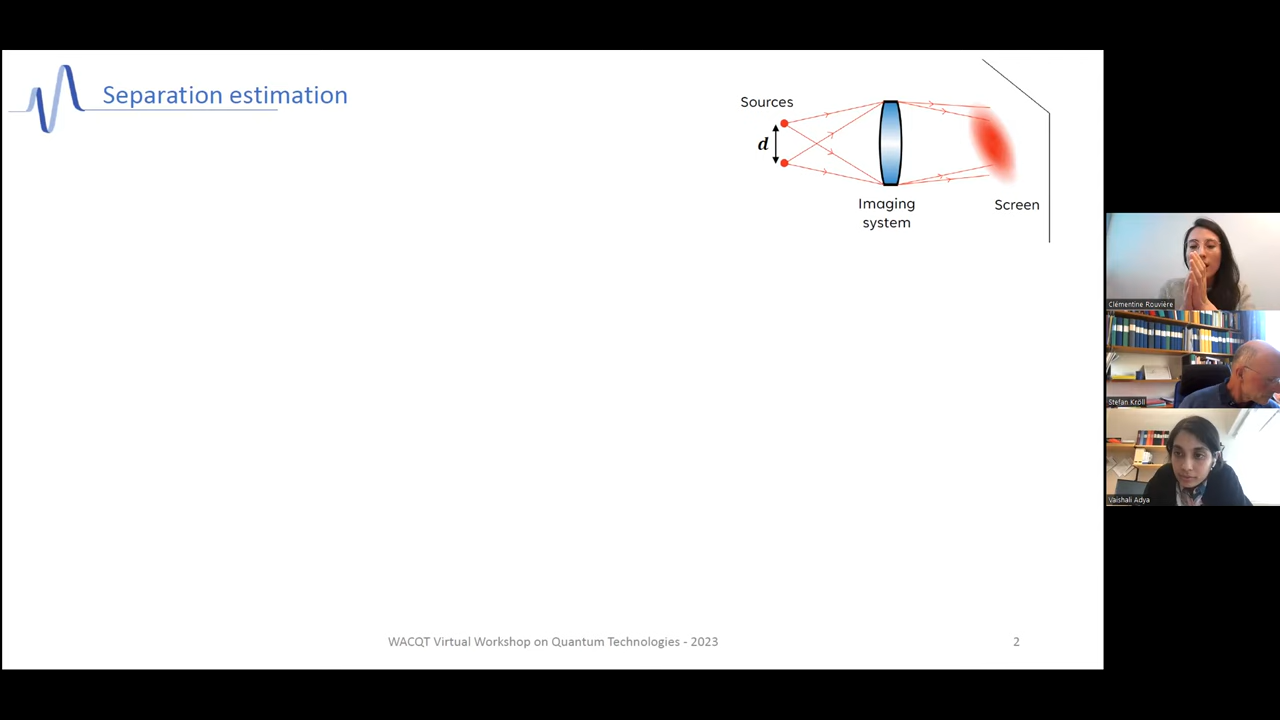 Separation estimation
Sources
d
Imaging
system
Screen
Clémentine Rouvière
Stefan Kröll
Vaishali Adya
WACQT Virtual Workshop on Quantum Technologies - 2023
2